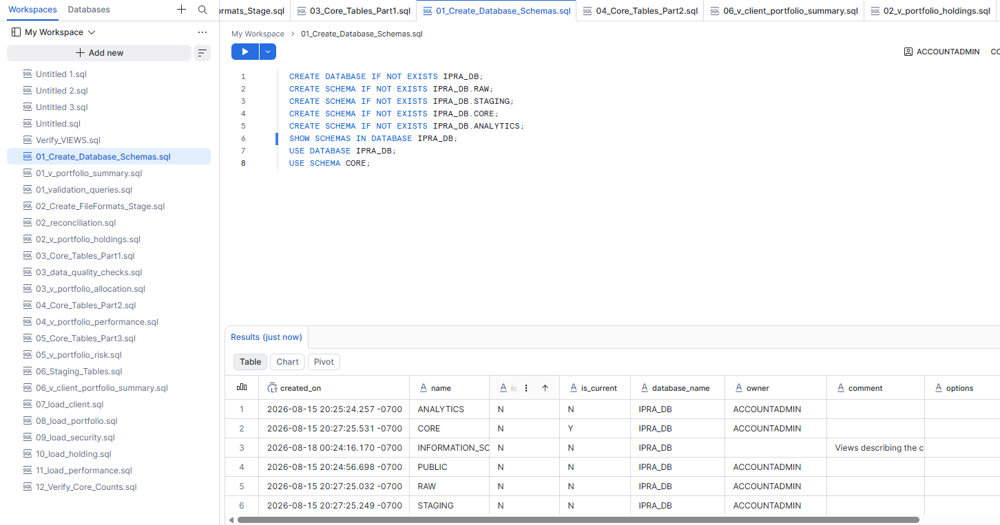 Workspaces Databases
My Workspace
Add new
Untitled 1.sql
Untitled 2.sql
Untitled 3.sql
Untitled.sql
Verify_VIEWS.sql
01_Create_Database_Schemas.sql
01_v_portfolio_summary.sql
01_validation_queries.sql
02_Create_FileFormats_Stage.sql
02_reconciliation.sql
02_v_portfolio_holdings.sql
03_Core_Tables_Part1.sql
03_data_quality_checks.sql
03_v_portfolio_allocation.sql
04_Core_Tables_Part2.sql
04_v_portfolio_performance.sql
05_Core_Tables_Part3.sql
05_v_portfolio_risk.sql
06_Staging_Tables.sql
06_v_client_portfolio_summary.sql
07_load_client.sql
08_load_portfolio.sql
09_load_security.sql
10_load_holding.sql
11_load_performance.sql
12_Verify_Core_Counts.sql
ormats_Stage.sql 03_Core_Tables_Part1.sql 01_Create_Database_Schemas.sql 04_Core_Tables_Part2.sql 06_v_client_portfolio_summary.sql 02_v_portfolio_holdings.sql
My Workspace > 01_Create_Database_Schemas.sql
ACCOUNTADMIN CO
1 CREATE DATABASE IF NOT EXISTS IPRA_DB;
2 CREATE SCHEMA IF NOT EXISTS IPRA_DB.RAW;
3 CREATE SCHEMA IF NOT EXISTS IPRA_DB.STAGING;
4 CREATE SCHEMA IF NOT EXISTS IPRA_DB.CORE;
5 CREATE SCHEMA IF NOT EXISTS IPRA_DB.ANALYTICS;
6 SHOW SCHEMAS IN DATABASE IPRA_DB;
7 USE DATABASE IPRA_DB;
8 USE SCHEMA CORE;
Results (just now)
Table Chart Pivot
created_on A name A is A is_current A database_name A owner A comment A options
1 2026-08-15 20:25:24.257 -0700 ANALYTICS N N IPRA_DB ACCOUNTADMIN
2 2026-08-15 20:27:25.531 -0700 CORE N Y IPRA_DB ACCOUNTADMIN
3 2026-08-18 00:24:16.170 -0700 INFORMATION_SC N N IPRA_DB Views describing the c
4 2026-08-15 20:24:56.698 -0700 PUBLIC N N IPRA_DB ACCOUNTADMIN
5 2026-08-15 20:27:25.032 -0700 RAW N N IPRA_DB ACCOUNTADMIN
6 2026-08-15 20:27:25.249 -0700 STAGING N N IPRA_DB ACCOUNTADMIN